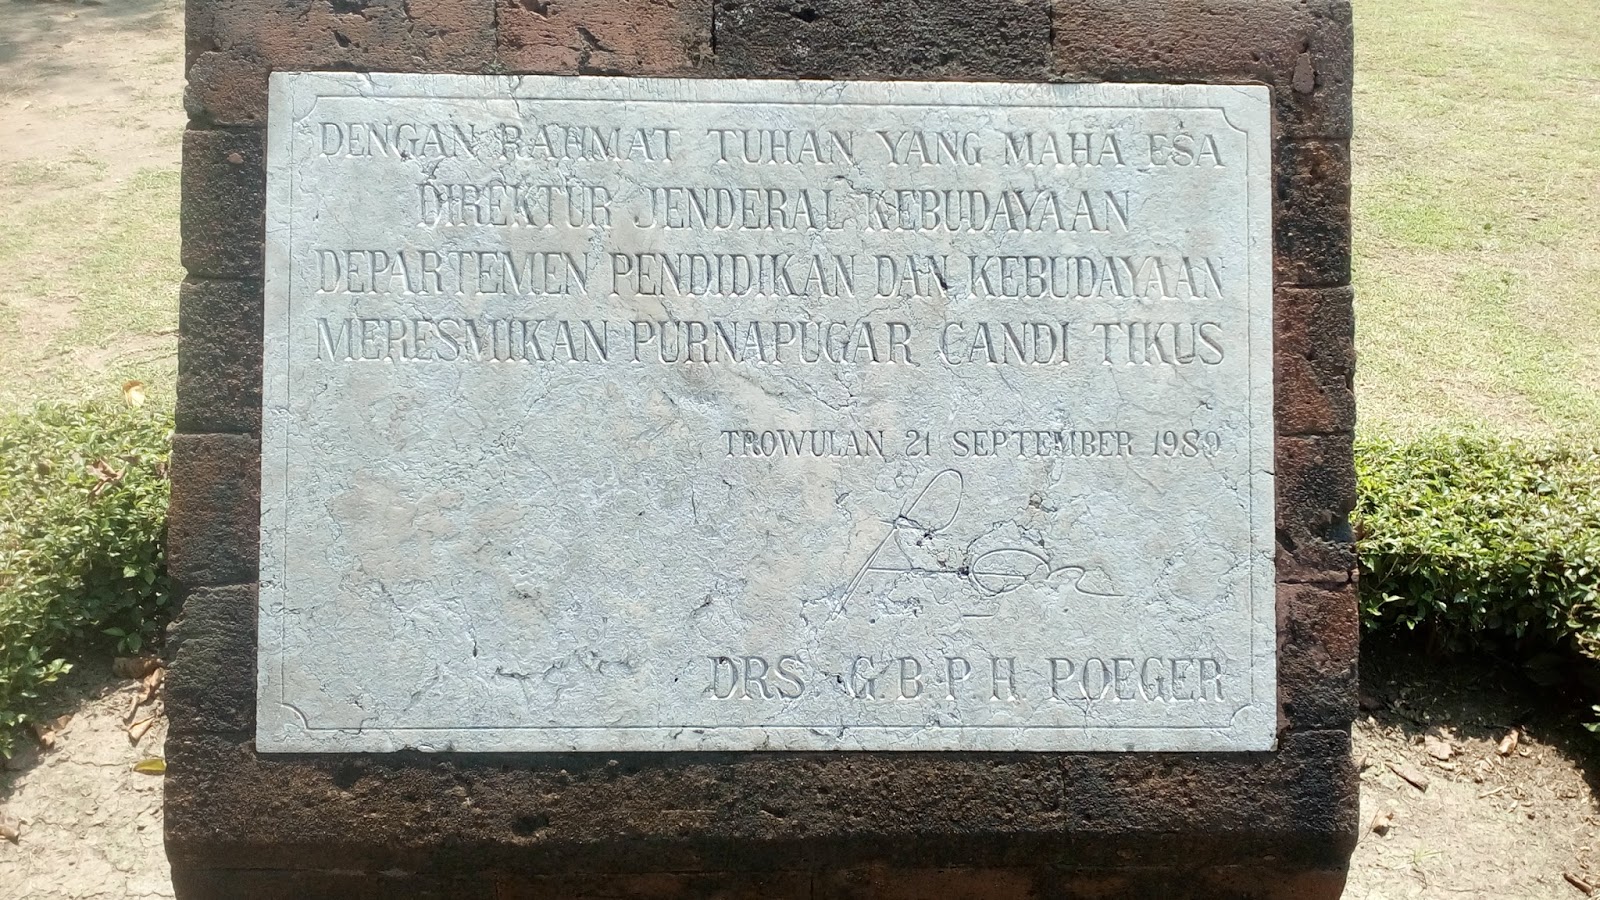 DENGAN RAHMAT TUHAN YANG MAHA ESA
DIREKTUR JENDERAL KEBUDAYAAN
DEPARTEMEN PENDIDIKAN DAN KEBUDAYAAN
MERESMIKAN PURNAPUGAR CANDI TIKUS
TROWULAN 21 SEPTEMBER 1989
DRS. G.B.P.H. POEGER